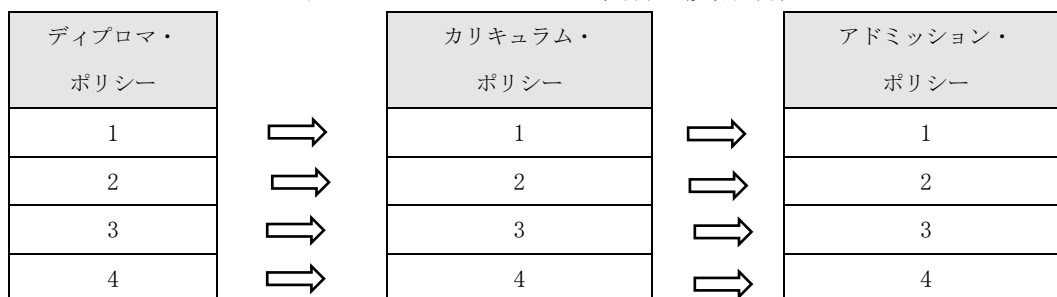 ディプロマ・
ポリシー
カリキュラム・
ポリシー
アドミッション・
ポリシー
1 1 1
2 2 2
3 3 3
4 4 4